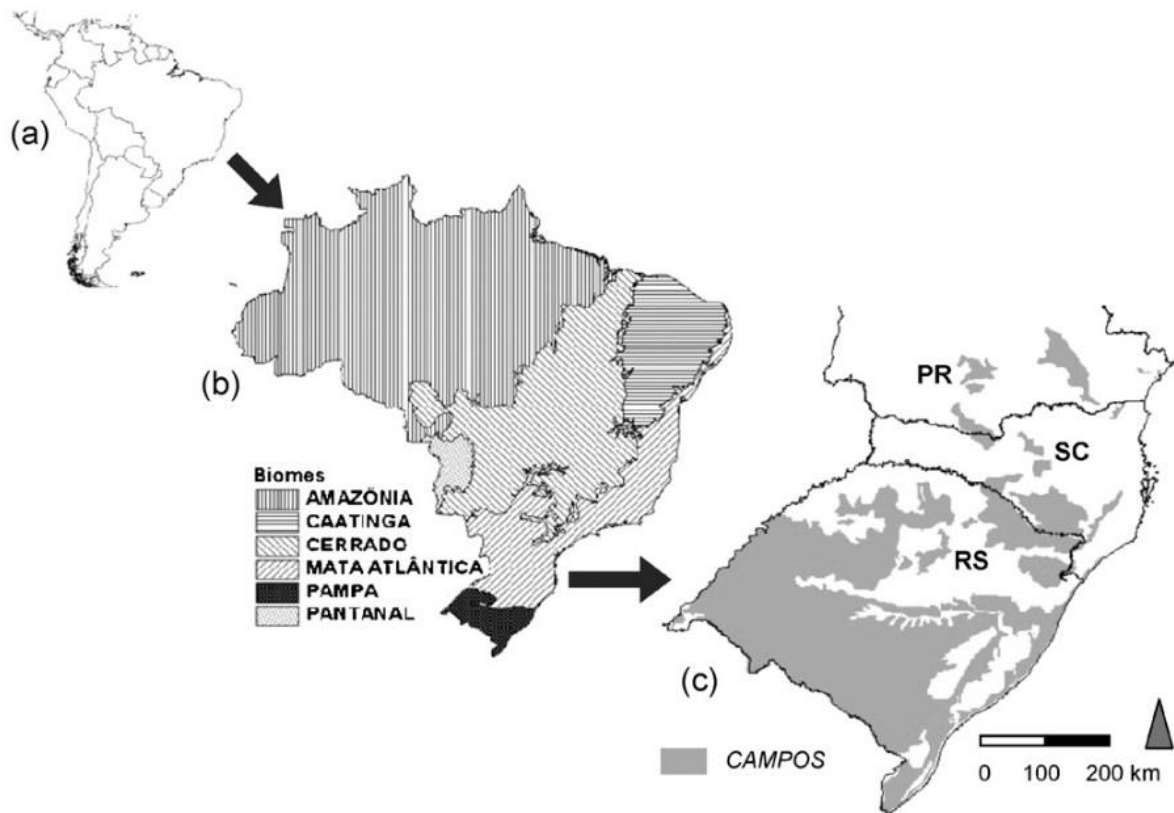 (a)
(b)
Biomes
AMAZÔNIA
CAATINGA
CERRADO
MATA ATLÂNTICA
PAMPA
PANTANAL
PR
SC
RS
(c)
CAMPOS
0 100 200 km